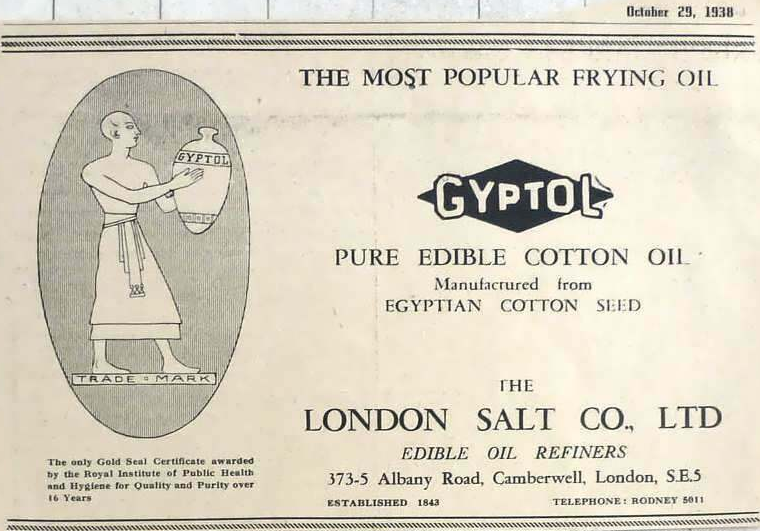 October 29, 1938
THE MOST POPULAR FRYING OIL
GYPTOL
GYPTOL
PURE EDIBLE COTTON OIL
Manufactured from
EGYPTIAN COTTON SEED
TRADE = MARK
THE
LONDON SALT CO., LTD
EDIBLE OIL REFINERS
373-5 Albany Road, Camberwell, London, S.E.5
ESTABLISHED 1843 TELEPHONE: RODNEY 5011
The only Gold Seal Certificate awarded
by the Royal Institute of Public Health
and Hygiene for Quality and Purity over
16 Years